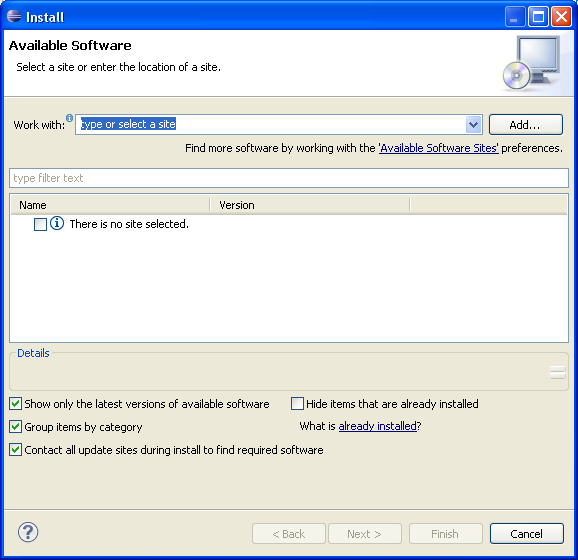 Install
Available Software
Select a site or enter the location of a site.
Work with: type or select a site Add...
Find more software by working with the 'Available Software Sites' preferences.
type filter text
Name Version
There is no site selected.
Details
Show only the latest versions of available software Hide items that are already installed
Group items by category What is already installed?
Contact all update sites during install to find required software
< Back Next > Finish Cancel